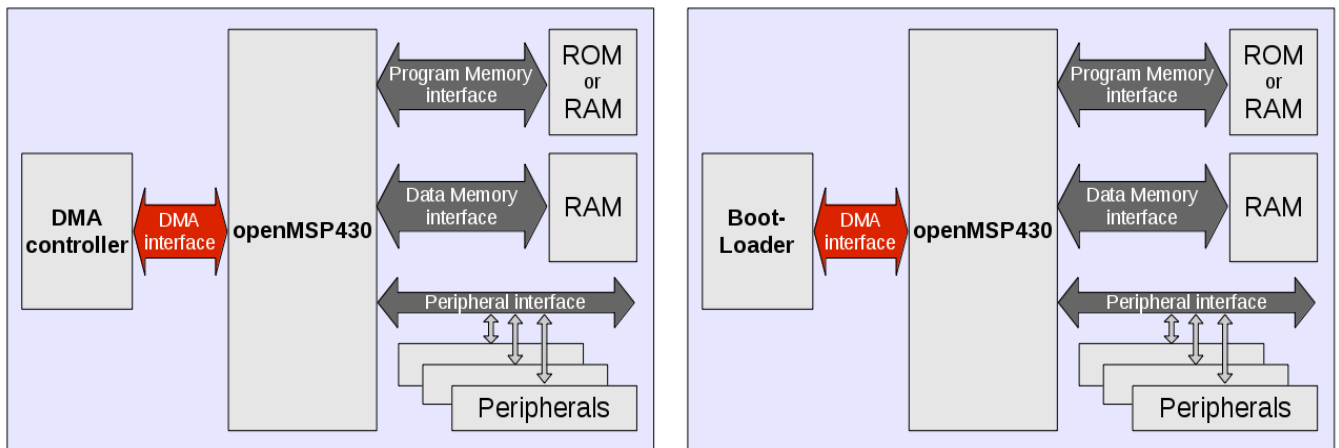 ROM
or
RAM
Program Memory
interface
DMA
controller
DMA
interface
openMSP430
Data Memory
interface
RAM
Peripheral interface
Peripherals
ROM
or
RAM
Program Memory
interface
Boot-
Loader
DMA
interface
openMSP430
Data Memory
interface
RAM
Peripheral interface
Peripherals